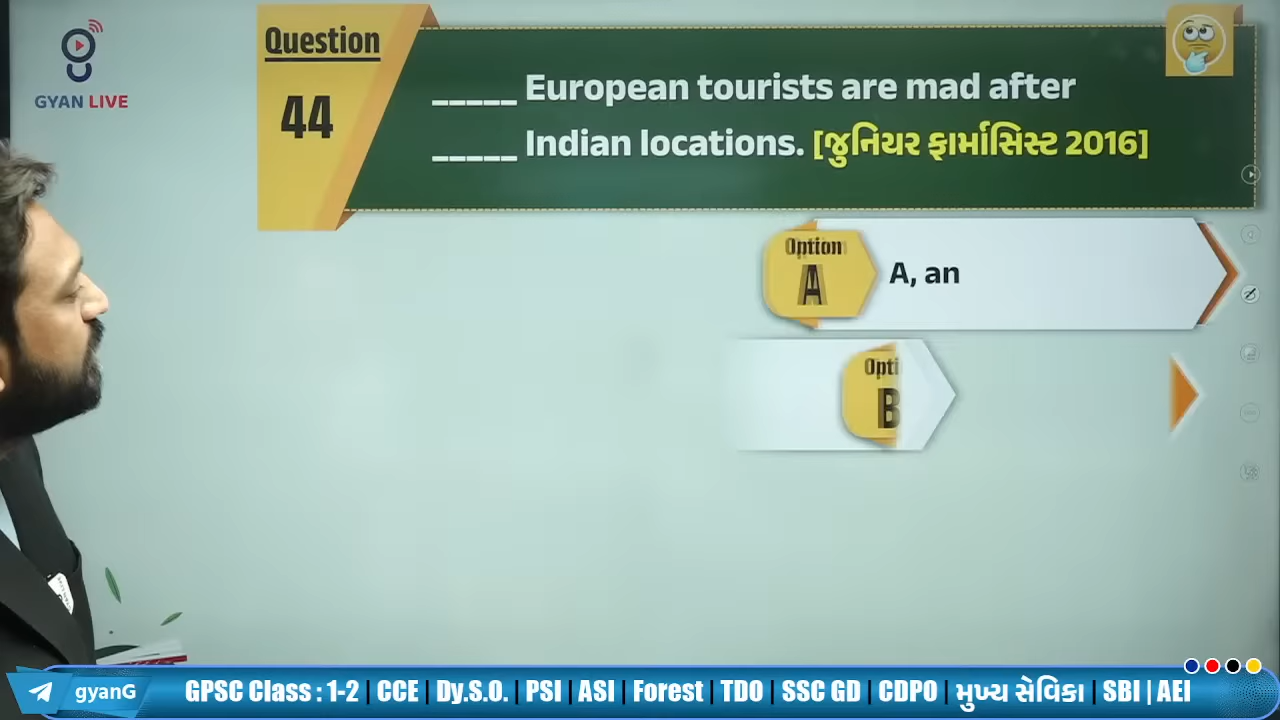 GYAN LIVE
Question
44
_____ European tourists are mad after
_____ Indian locations. [જુનિયર ફાર્માસિસ્ટ 2016]
Option
A
A, an
Opti
B
gyanG
GPSC Class : 1-2 | CCE | Dy.S.O. | PSI | ASI | Forest | TDO | SSC GD | CDPO | મુખ્ય સેવિકા | SBI | AEI